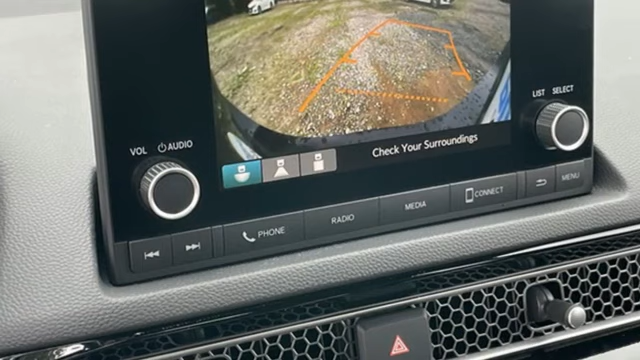 VOL AUDIO
LIST SELECT
Check Your Surroundings
PHONE
RADIO
MEDIA
CONNECT
MENU